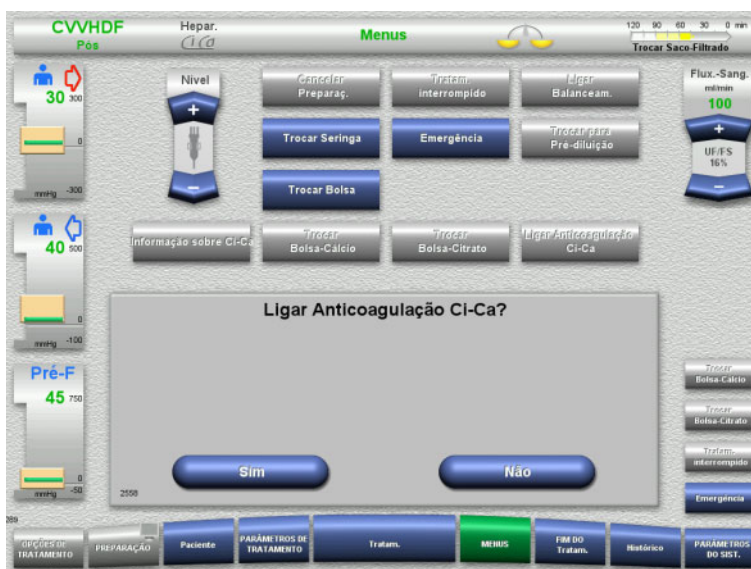 CVVHDF
Pós
Hepar.
Ci Ca
Menus
120 90 60 30 0 min
Trocar Saco-Filtrado
30 300
0
mmHg -300
40 500
0
mmHg -100
Pré-F
45 750
0
mmHg -50
Nível
+
−
Cancelar
Preparaç.
Tratam.
interrompido
Ligar
Balanceam.
Trocar Seringa
Emergência
Trocar para
Pré-diluição
Trocar Bolsa
Flux.-Sang.
ml/min
100
+
UF/FS
16%
−
Informação sobre Ci-Ca
Trocar
Bolsa-Cálcio
Trocar
Bolsa-Citrato
Ligar Anticoagulação
Ci-Ca
Ligar Anticoagulação Ci-Ca?
Sim
Não
2558
Trocar
Bolsa-Cálcio
Trocar
Bolsa-Citrato
Tratam.
interrompido
Emergência
289
OPÇÕES DE
TRATAMENTO
PREPARAÇÃO
Paciente
PARÂMETROS DE
TRATAMENTO
Tratam.
MENUS
FIM DO
Tratam.
Histórico
PARÂMETROS
DO SIST.